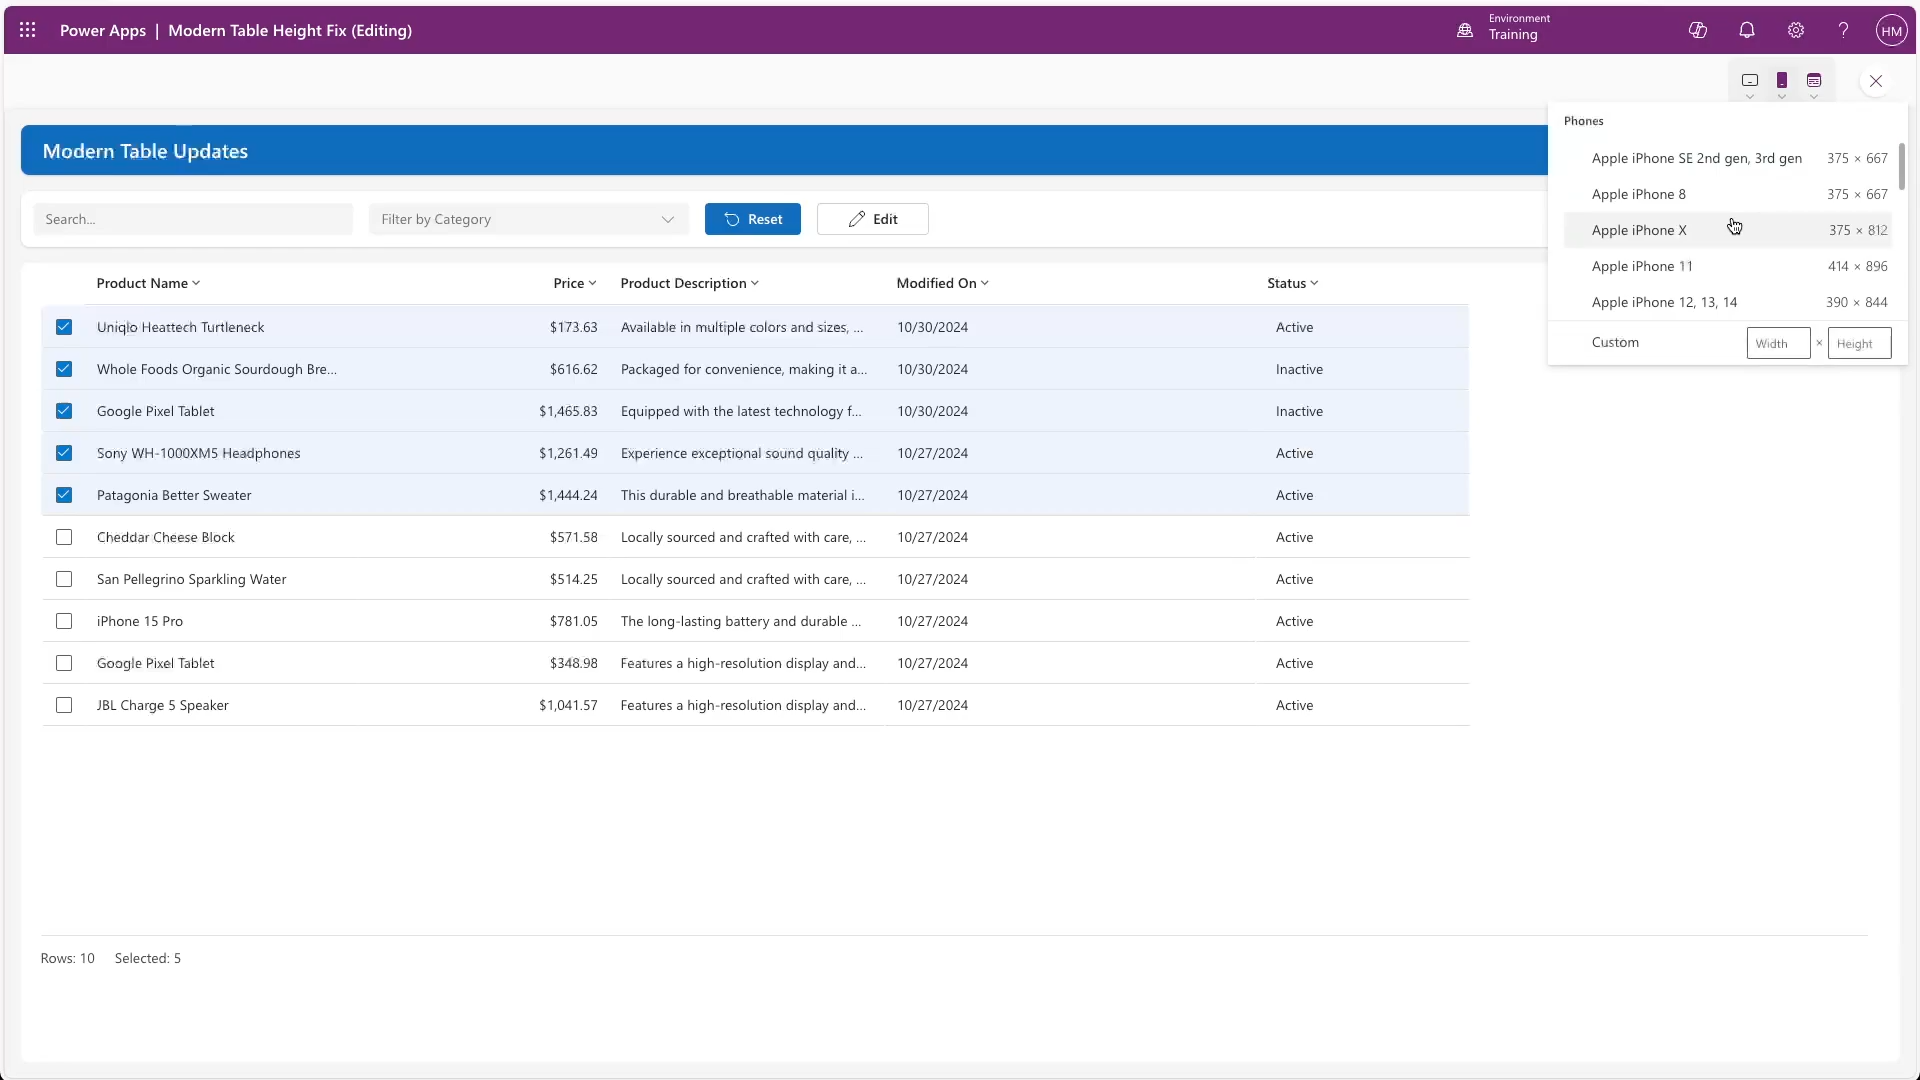 Power Apps | Modern Table Height Fix (Editing)
Environment
Training
HM
Modern Table Updates
Search...
Filter by Category
Reset
Edit
Phones
Apple iPhone SE 2nd gen, 3rd gen 375 × 667
Apple iPhone 8 375 × 667
Apple iPhone X 375 × 812
Apple iPhone 11 414 × 896
Apple iPhone 12, 13, 14 390 × 844
Custom Width × Height
Product Name Price Product Description Modified On Status
Uniqlo Heattech Turtleneck $173.63 Available in multiple colors and sizes, ... 10/30/2024 Active
Whole Foods Organic Sourdough Bre... $616.62 Packaged for convenience, making it a... 10/30/2024 Inactive
Google Pixel Tablet $1,465.83 Equipped with the latest technology f... 10/30/2024 Inactive
Sony WH-1000XM5 Headphones $1,261.49 Experience exceptional sound quality ... 10/27/2024 Active
Patagonia Better Sweater $1,444.24 This durable and breathable material i... 10/27/2024 Active
Cheddar Cheese Block $571.58 Locally sourced and crafted with care, ... 10/27/2024 Active
San Pellegrino Sparkling Water $514.25 Locally sourced and crafted with care, ... 10/27/2024 Active
iPhone 15 Pro $781.05 The long-lasting battery and durable ... 10/27/2024 Active
Google Pixel Tablet $348.98 Features a high-resolution display and... 10/27/2024 Active
JBL Charge 5 Speaker $1,041.57 Features a high-resolution display and... 10/27/2024 Active
Rows: 10 Selected: 5